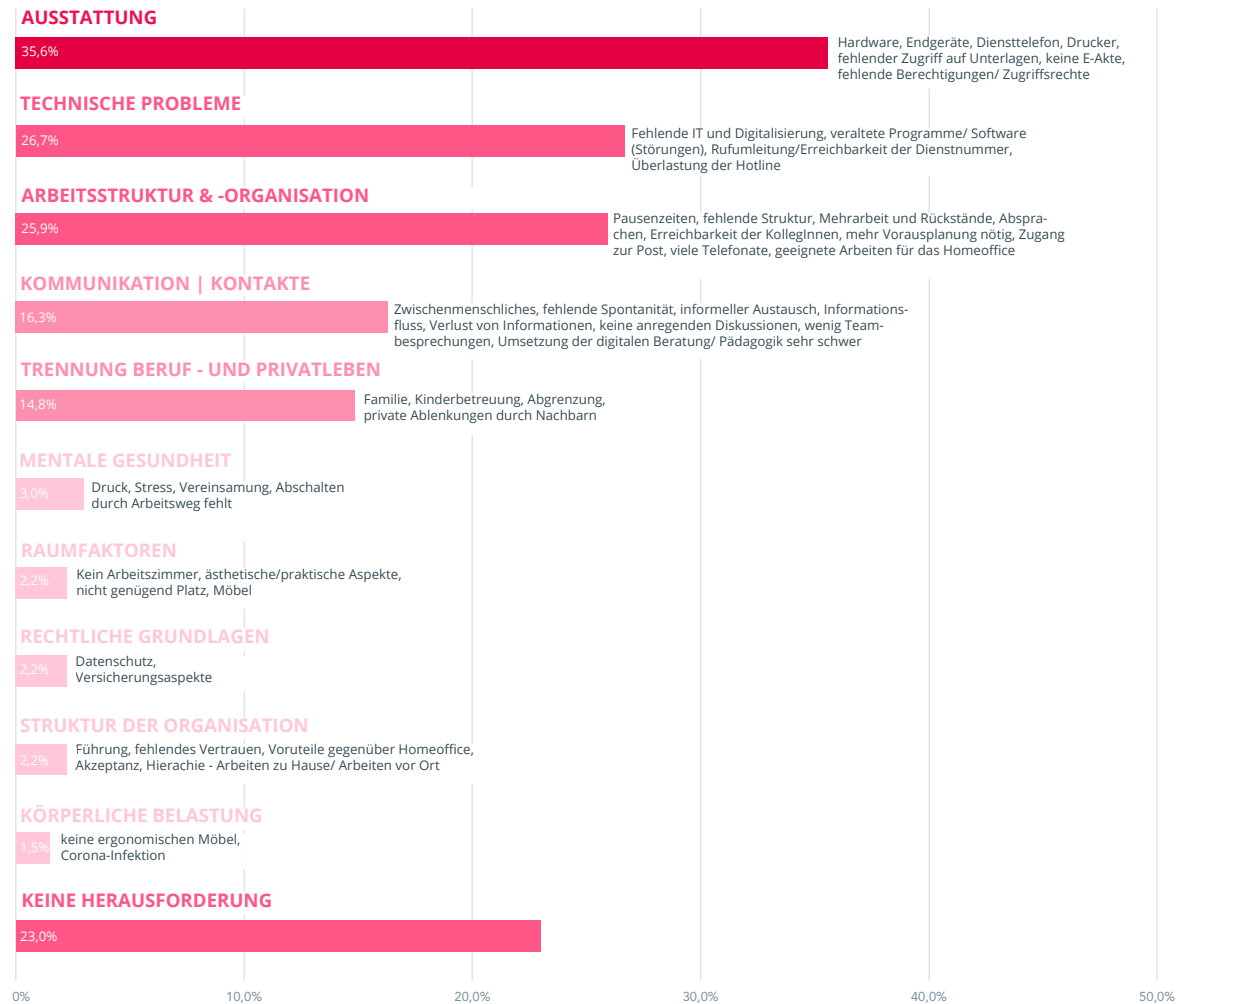 AUSSTATTUNG
35,6%
Hardware, Endgeräte, Diensttelefon, Drucker,
fehlender Zugriff auf Unterlagen, keine E-Akte,
fehlende Berechtigungen/ Zugriffsrechte
TECHNISCHE PROBLEME
26,7%
Fehlende IT und Digitalisierung, veraltete Programme/ Software
(Störungen), Rufumleitung/Erreichbarkeit der Dienstnummer,
Überlastung der Hotline
ARBEITSSTRUKTUR & -ORGANISATION
25,9%
Pausenzeiten, fehlende Struktur, Mehrarbeit und Rückstände, Abspra-
chen, Erreichbarkeit der KollegInnen, mehr Vorausplanung nötig, Zugang
zur Post, viele Telefonate, geeignete Arbeiten für das Homeoffice
KOMMUNIKATION | KONTAKTE
16,3%
Zwischenmenschliches, fehlende Spontanität, informeller Austausch, Informations-
fluss, Verlust von Informationen, keine anregenden Diskussionen, wenig Team-
besprechungen, Umsetzung der digitalen Beratung/ Pädagogik sehr schwer
TRENNUNG BERUF - UND PRIVATLEBEN
14,8%
Familie, Kinderbetreuung, Abgrenzung,
private Ablenkungen durch Nachbarn
MENTALE GESUNDHEIT
3,0%
Druck, Stress, Vereinsamung, Abschalten
durch Arbeitsweg fehlt
RAUMFAKTOREN
2,2%
Kein Arbeitszimmer, ästhetische/praktische Aspekte,
nicht genügend Platz, Möbel
RECHTLICHE GRUNDLAGEN
2,2%
Datenschutz,
Versicherungsaspekte
STRUKTUR DER ORGANISATION
2,2%
Führung, fehlendes Vertrauen, Voruteile gegenüber Homeoffice,
Akzeptanz, Hierachie - Arbeiten zu Hause/ Arbeiten vor Ort
KÖRPERLICHE BELASTUNG
1,5%
keine ergonomischen Möbel,
Corona-Infektion
KEINE HERAUSFORDERUNG
23,0%
0%
10,0%
20,0%
30,0%
40,0%
50,0%